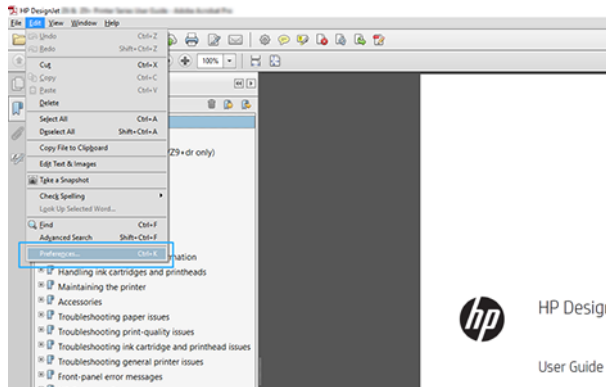 HP DesignJet
File Edit View Window Help
Undo Ctrl+Z
Redo Shift+Ctrl+Z
Cut Ctrl+X
Copy Ctrl+C
Paste Ctrl+V
Delete
Select All Ctrl+A
Deselect All Shift+Ctrl+A
Copy File to Clipboard
Edit Text & Images
Take a Snapshot
Check Spelling
Look Up Selected Word...
Find Ctrl+F
Advanced Search Shift+Ctrl+F
Preferences... Ctrl+K
100%
/Z9+dr only)
mation
Handling ink cartridges and printheads
Maintaining the printer
Accessories
Troubleshooting paper issues
Troubleshooting print-quality issues
Troubleshooting ink cartridge and printhead issues
Troubleshooting general printer issues
Front-panel error messages
hp
HP Design
User Guide